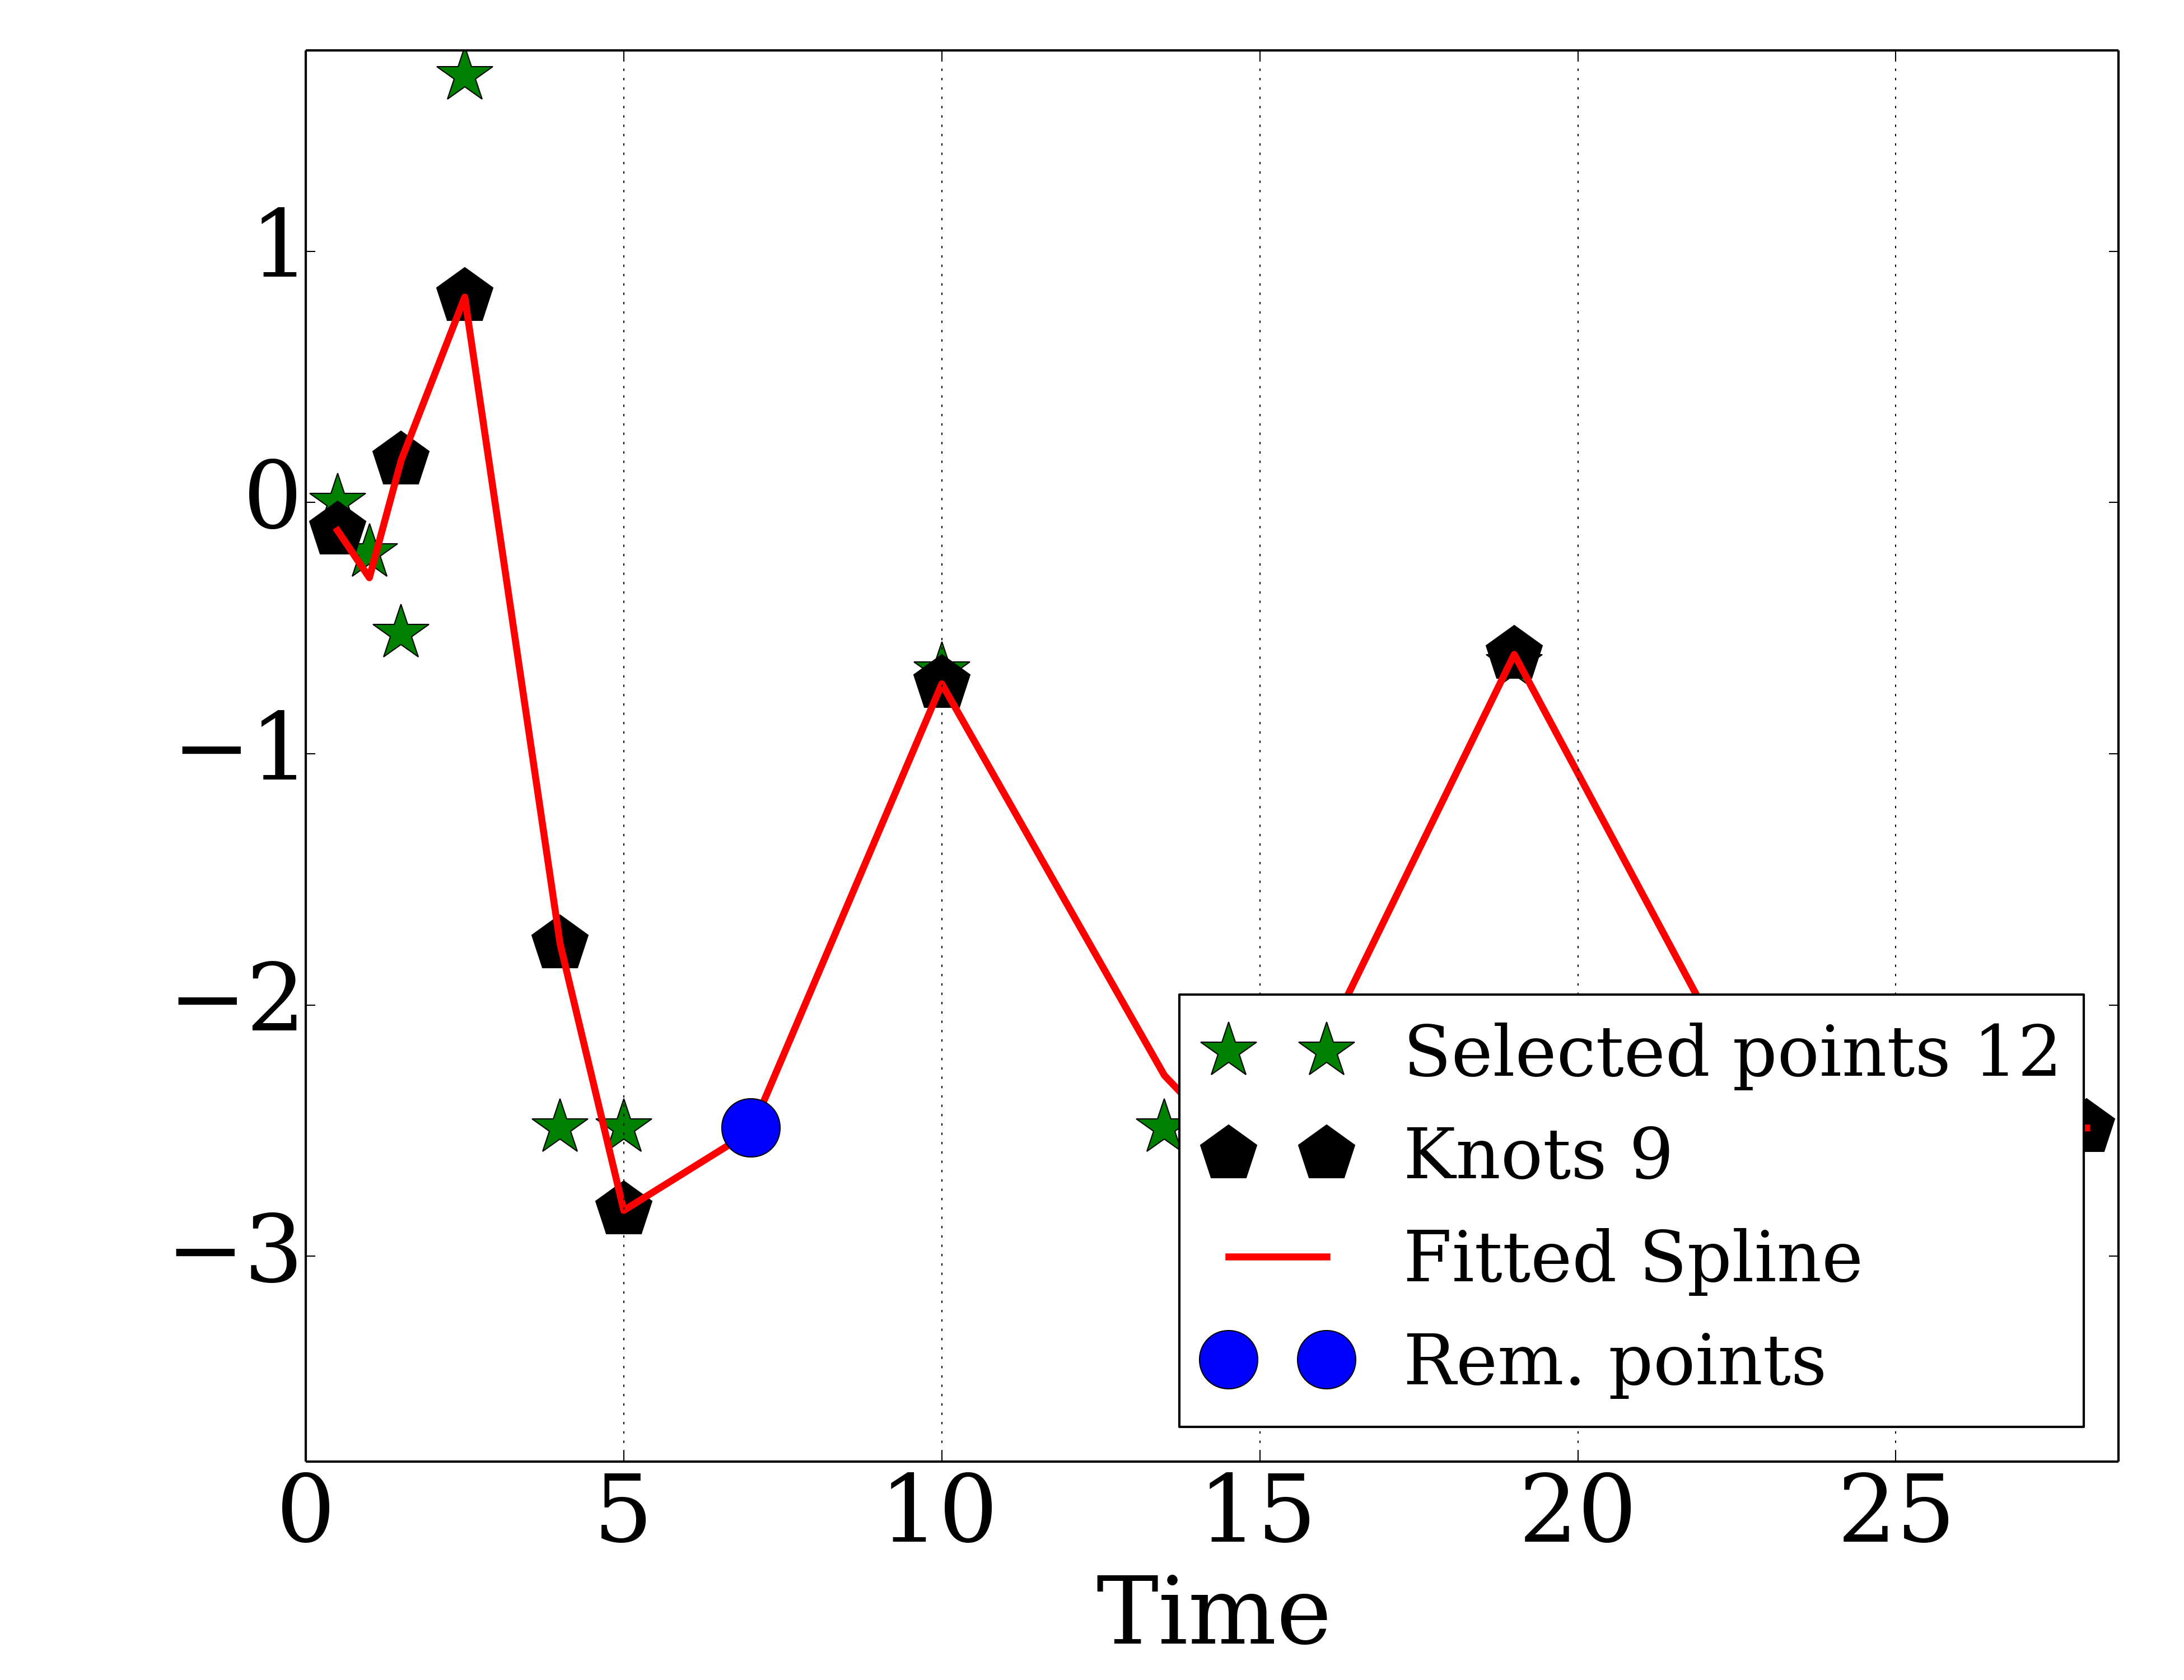 1
0
−1
−2
−3
Selected points 12
Knots 9
Fitted Spline
Rem. points
0 5 10 15 20 25
Time